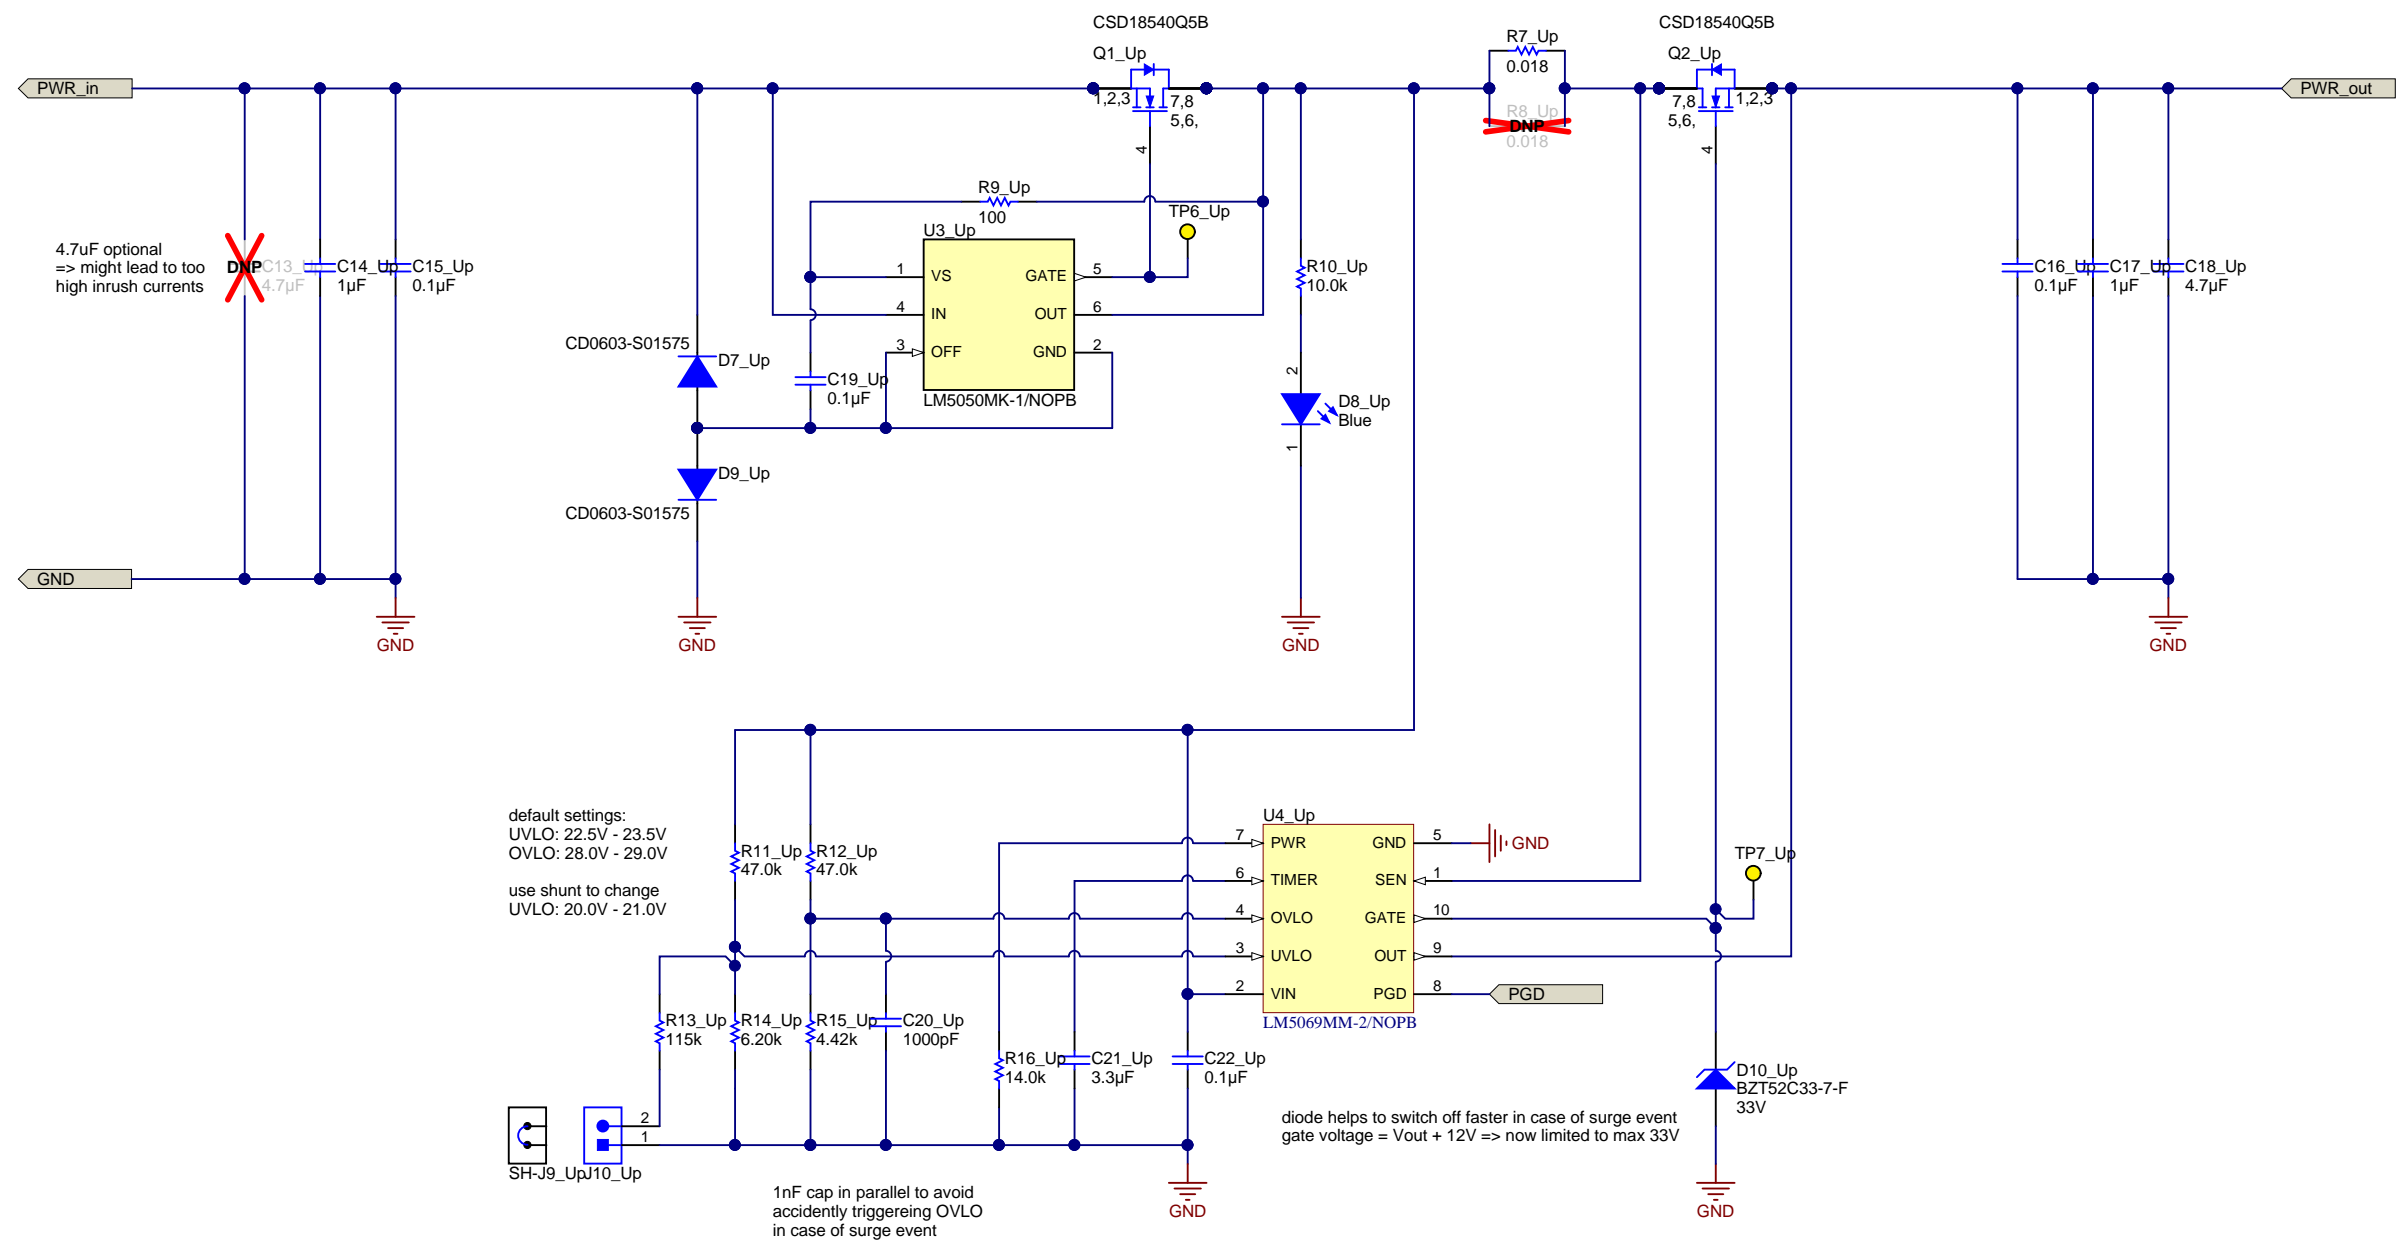 CSD18540Q5B
CSD18540Q5B
Q1_Up
R7_Up
0.018
Q2_Up
PWR_in
1,2,3
7,8
5,6,
4
R8_Up
DNP
0.018
7,8
5,6,
1,2,3
4
PWR_out
R9_Up
100
TP6_Up
U3_Up
4.7uF optional
=> might lead to too
high inrush currents
DNP
C13_Up
4.7µF
C14_Up
1µF
C15_Up
0.1µF
1
VS
GATE
5
4
IN
OUT
6
3
OFF
GND
2
LM5050MK-1/NOPB
R10_Up
10.0k
C16_Up
0.1µF
C17_Up
1µF
C18_Up
4.7µF
CD0603-S01575
D7_Up
C19_Up
0.1µF
2
D8_Up
Blue
1
D9_Up
CD0603-S01575
GND
GND
GND
GND
GND
default settings:
UVLO: 22.5V - 23.5V
OVLO: 28.0V - 29.0V
use shunt to change
UVLO: 20.0V - 21.0V
R11_Up
47.0k
R12_Up
47.0k
U4_Up
7
PWR
GND
5
GND
6
TIMER
SEN
1
4
OVLO
GATE
10
3
UVLO
OUT
9
2
VIN
PGD
8
PGD
LM5069MM-2/NOPB
TP7_Up
R13_Up
115k
R14_Up
6.20k
R15_Up
4.42k
C20_Up
1000pF
R16_Up
14.0k
C21_Up
3.3µF
C22_Up
0.1µF
D10_Up
BZT52C33-7-F
33V
2
1
SH-J9_Up
J10_Up
diode helps to switch off faster in case of surge event
gate voltage = Vout + 12V => now limited to max 33V
1nF cap in parallel to avoid
accidently triggereing OVLO
in case of surge event
GND
GND